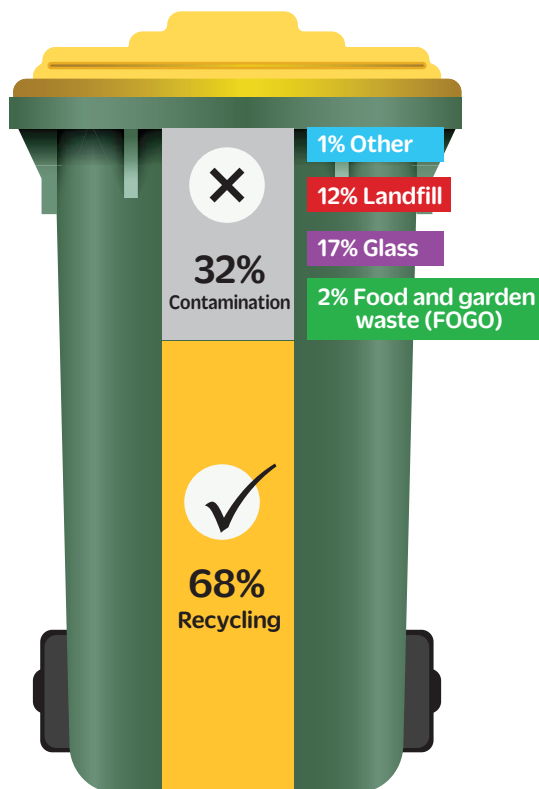 1% Other
12% Landfill
17% Glass
32%
Contamination
2% Food and garden
waste (FOGO)
68%
Recycling